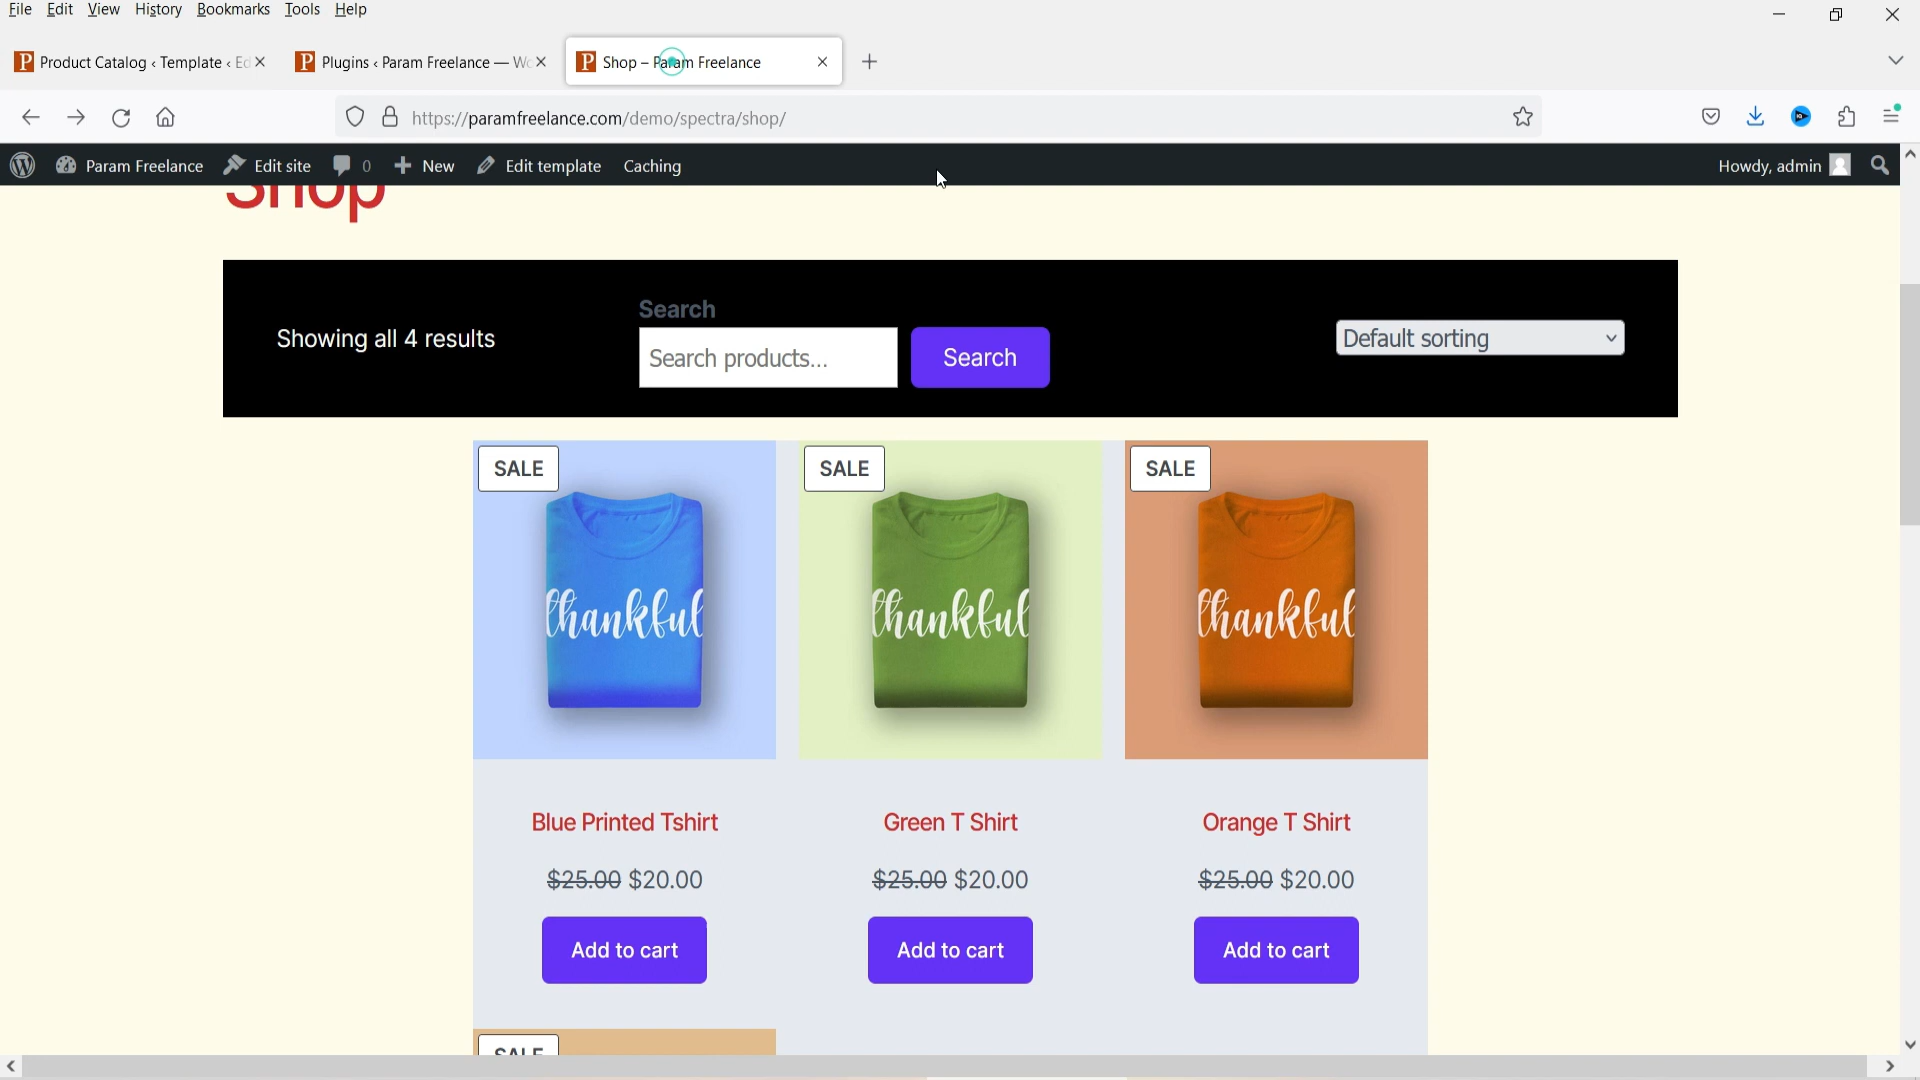 File Edit View History Bookmarks Tools Help
Product Catalog ‹ Template ‹ Ed
Plugins ‹ Param Freelance — Wo
Shop – Param Freelance
https://paramfreelance.com/demo/spectra/shop/
Param Freelance Edit site 0 New Edit template Caching Howdy, admin
Shop
Showing all 4 results
Search
Search products...
Search
Default sorting
SALE SALE SALE
thankful thankful thankful
Blue Printed Tshirt Green T Shirt Orange T Shirt
$25.00 $20.00 $25.00 $20.00 $25.00 $20.00
Add to cart Add to cart Add to cart
SALE